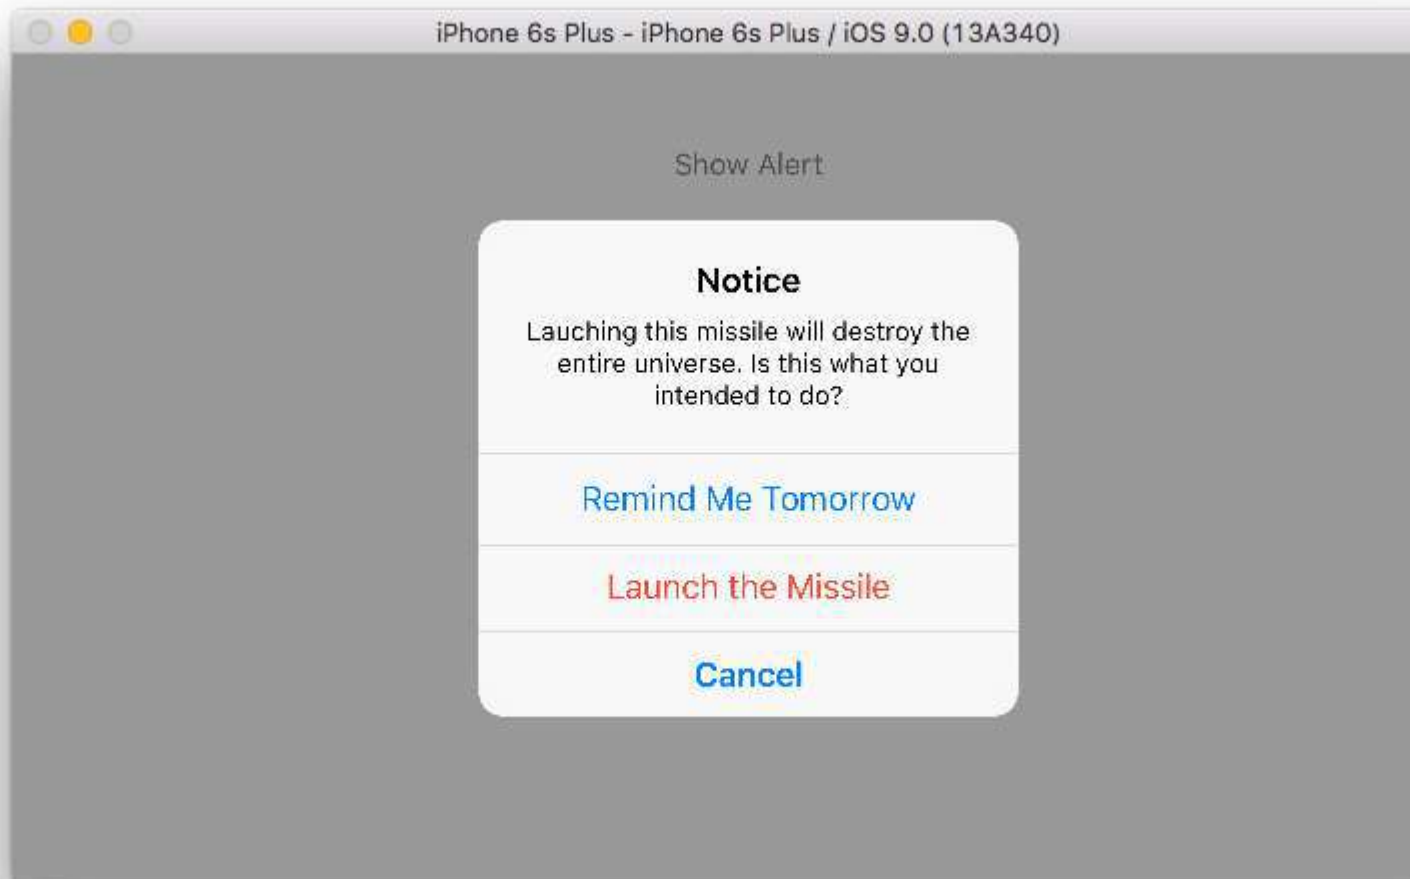 iPhone 6s Plus - iPhone 6s Plus / iOS 9.0 (13A340)
Show Alert
Notice
Lauching this missile will destroy the
entire universe. Is this what you
intended to do?
Remind Me Tomorrow
Launch the Missile
Cancel